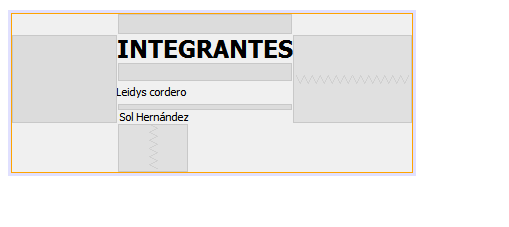 INTEGRANTES
Leidys cordero
Sol Hernández